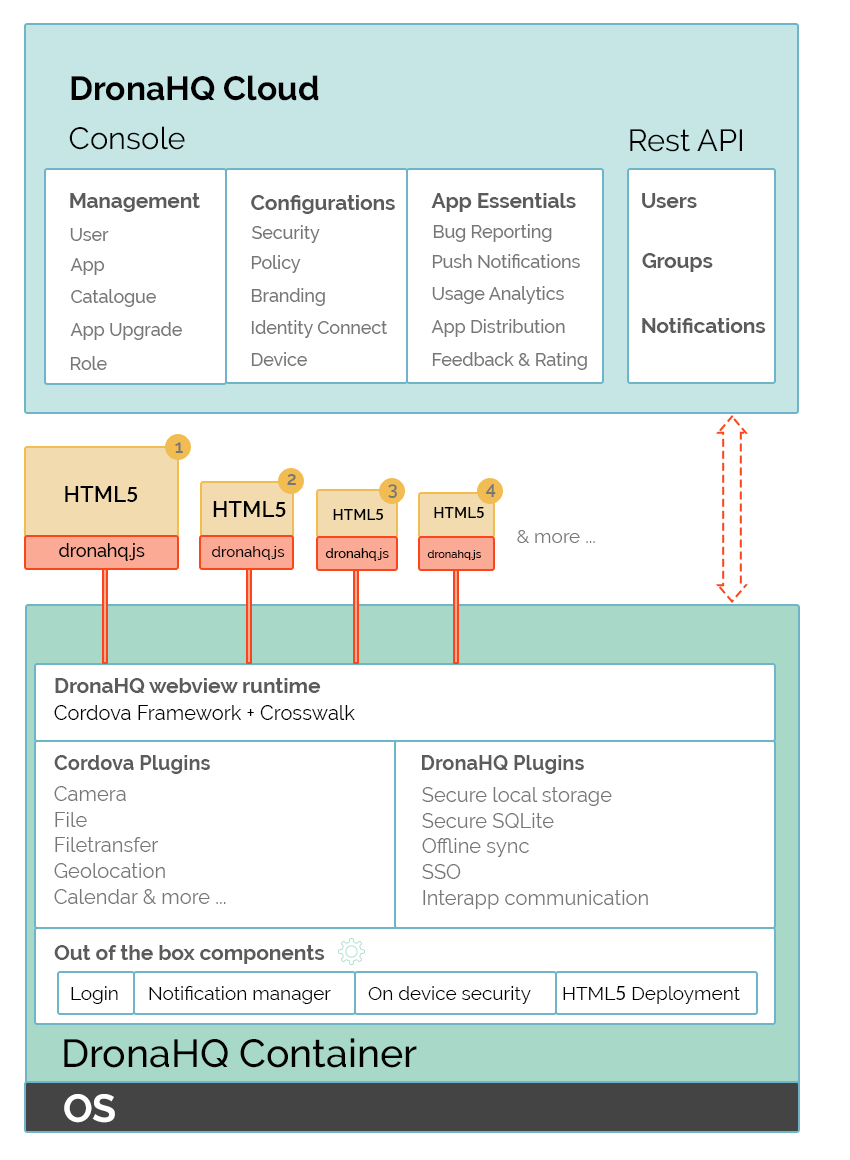 DronaHQ Cloud
Console
Rest API
Management
User
App
Catalogue
App Upgrade
Role
Configurations
Security
Policy
Branding
Identity Connect
Device
App Essentials
Bug Reporting
Push Notifications
Usage Analytics
App Distribution
Feedback & Rating
Users
Groups
Notifications
1
HTML5
dronahq.js
2
HTML5
dronahq.js
3
HTML5
dronahq.js
4
HTML5
dronahq.js
& more ...
DronaHQ webview runtime
Cordova Framework + Crosswalk
Cordova Plugins
Camera
File
Filetransfer
Geolocation
Calendar & more ...
DronaHQ Plugins
Secure local storage
Secure SQLite
Offline sync
SSO
Interapp communication
Out of the box components
Login
Notification manager
On device security
HTML5 Deployment
DronaHQ Container
OS